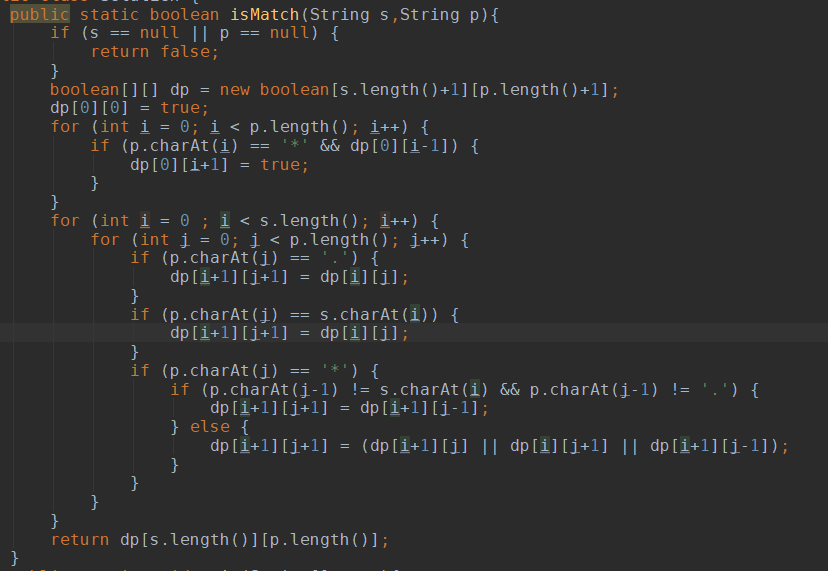 public static boolean isMatch(String s,String p){
    if (s == null || p == null) {
        return false;
    }
    boolean[][] dp = new boolean[s.length()+1][p.length()+1];
    dp[0][0] = true;
    for (int i = 0; i < p.length(); i++) {
        if (p.charAt(i) == '*' && dp[0][i-1]) {
            dp[0][i+1] = true;
        }
    }
    for (int i = 0 ; i < s.length(); i++) {
        for (int j = 0; j < p.length(); j++) {
            if (p.charAt(j) == '.') {
                dp[i+1][j+1] = dp[i][j];
            }
            if (p.charAt(j) == s.charAt(i)) {
                dp[i+1][j+1] = dp[i][j];
            }
            if (p.charAt(j) == '*') {
                if (p.charAt(j-1) != s.charAt(i) && p.charAt(j-1) != '.') {
                    dp[i+1][j+1] = dp[i+1][j-1];
                } else {
                    dp[i+1][j+1] = (dp[i+1][j] || dp[i][j+1] || dp[i+1][j-1]);
                }
            }
        }
    }
    return dp[s.length()][p.length()];
}